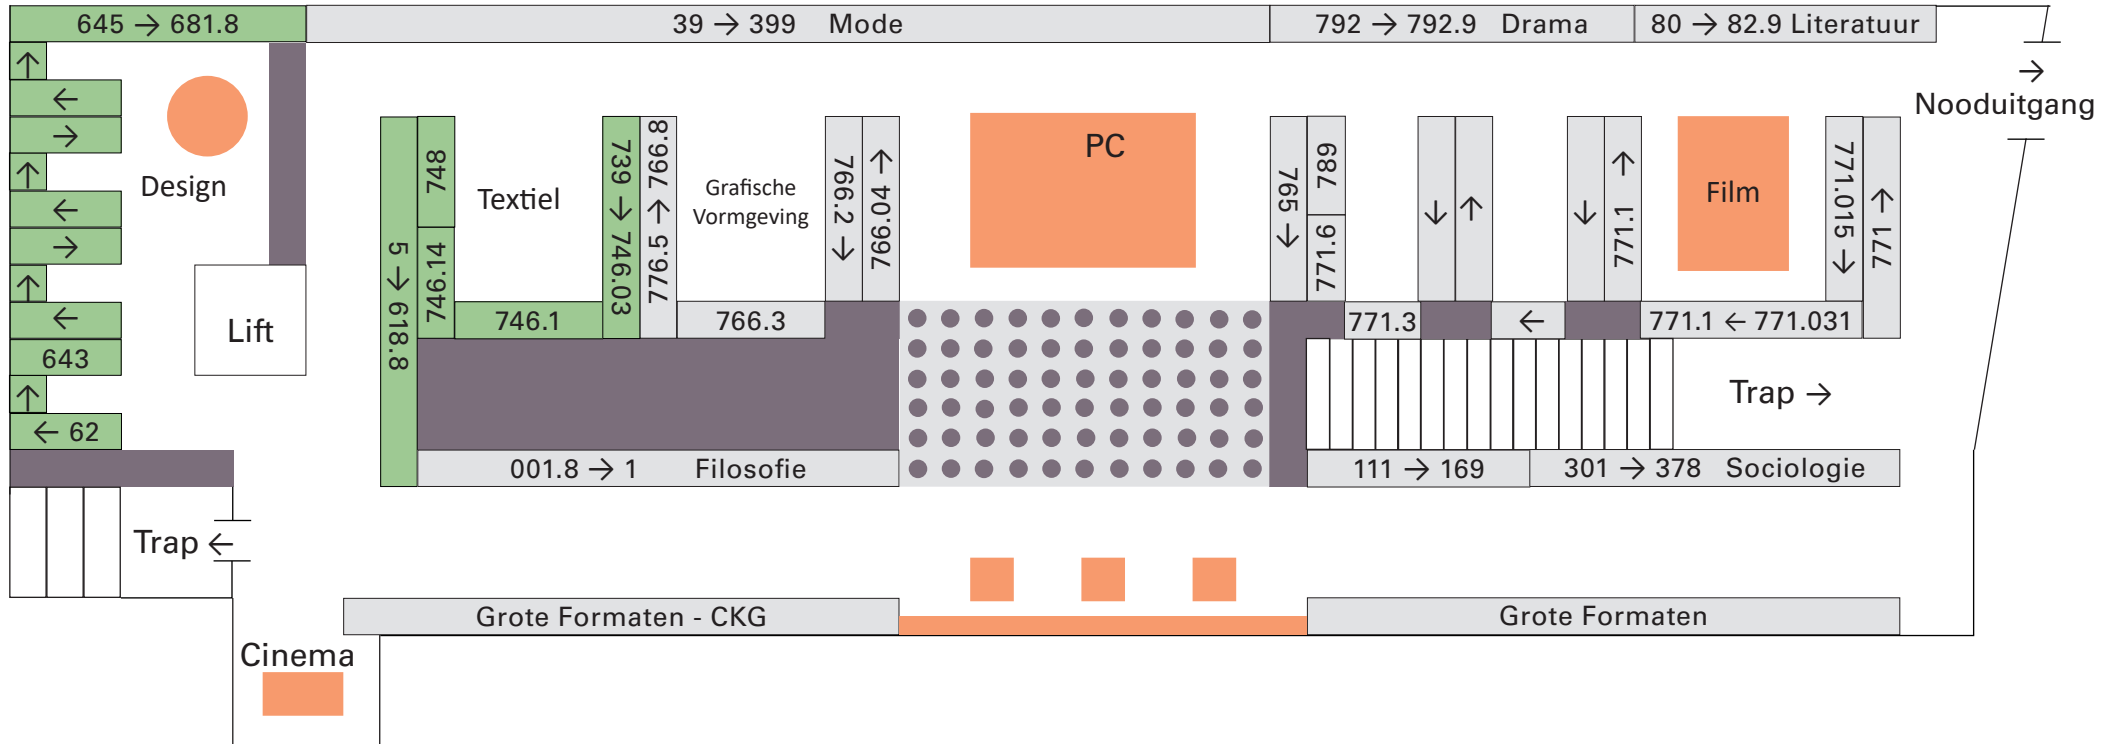 645 → 681.8
39 → 399 Mode
792 → 792.9 Drama
80 → 82.9 Literatuur
↑
←
→
↑
←
→
↑
←
643
↑
← 62
Design
Lift
→
Nooduitgang
5 → 618.8
748
746.14
Textiel
746.1
739 → 746.03
776.5 → 766.8
Grafische
Vormgeving
766.3
766.2 →
766.04 →
PC
765 →
789
771.6
771.3
↓
↑
←
↓
771.1 →
Film
771.1 ← 771.031
771.015 →
771 →
Trap →
001.8 → 1 Filosofie
111 → 169
301 → 378 Sociologie
Trap ←
Grote Formaten - CKG
Grote Formaten
Cinema